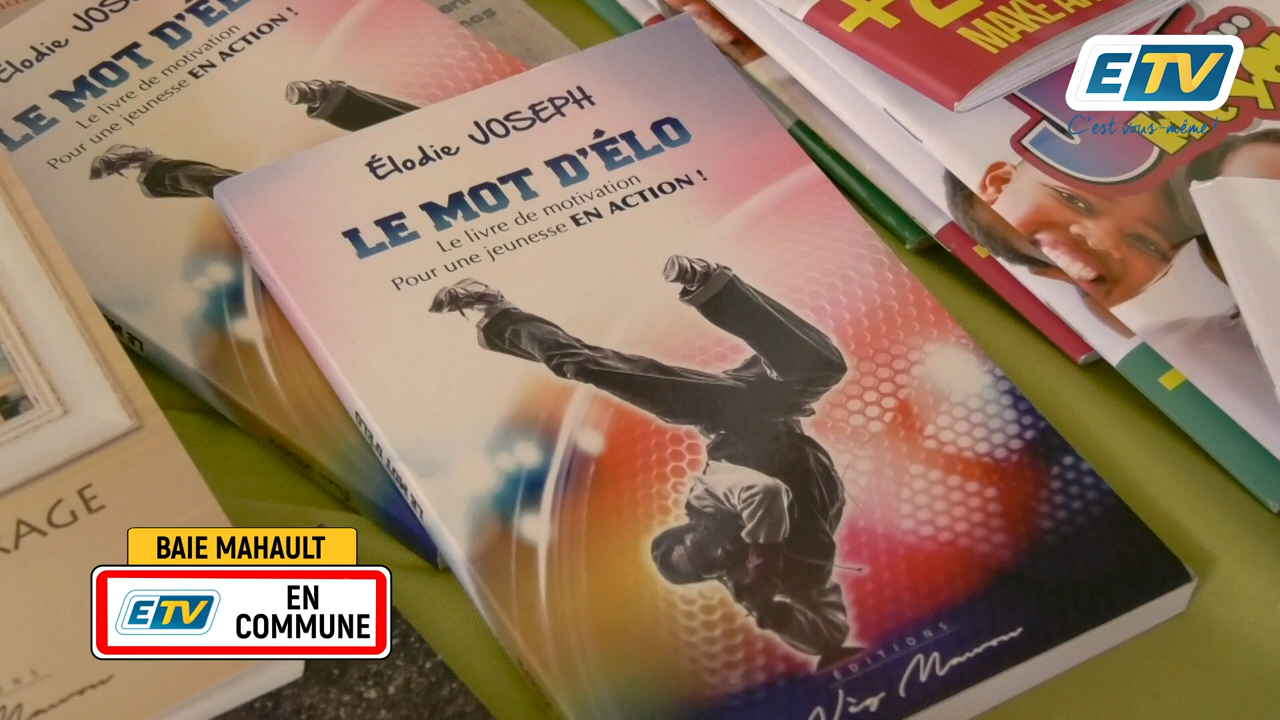 Élodie JOSEPH
LE MOT D'ÉLO
Le livre de motivation
Pour une jeunesse EN ACTION !
ÉDITIONS
Élodie
LE MOT D'É
Le livre de motivation
Pour une jeunesse EN ACTION !
LE MOT D'ÉLO
MAKE
ETV
C'est vous-même !
BAIE MAHAULT
ETV
EN
COMMUNE